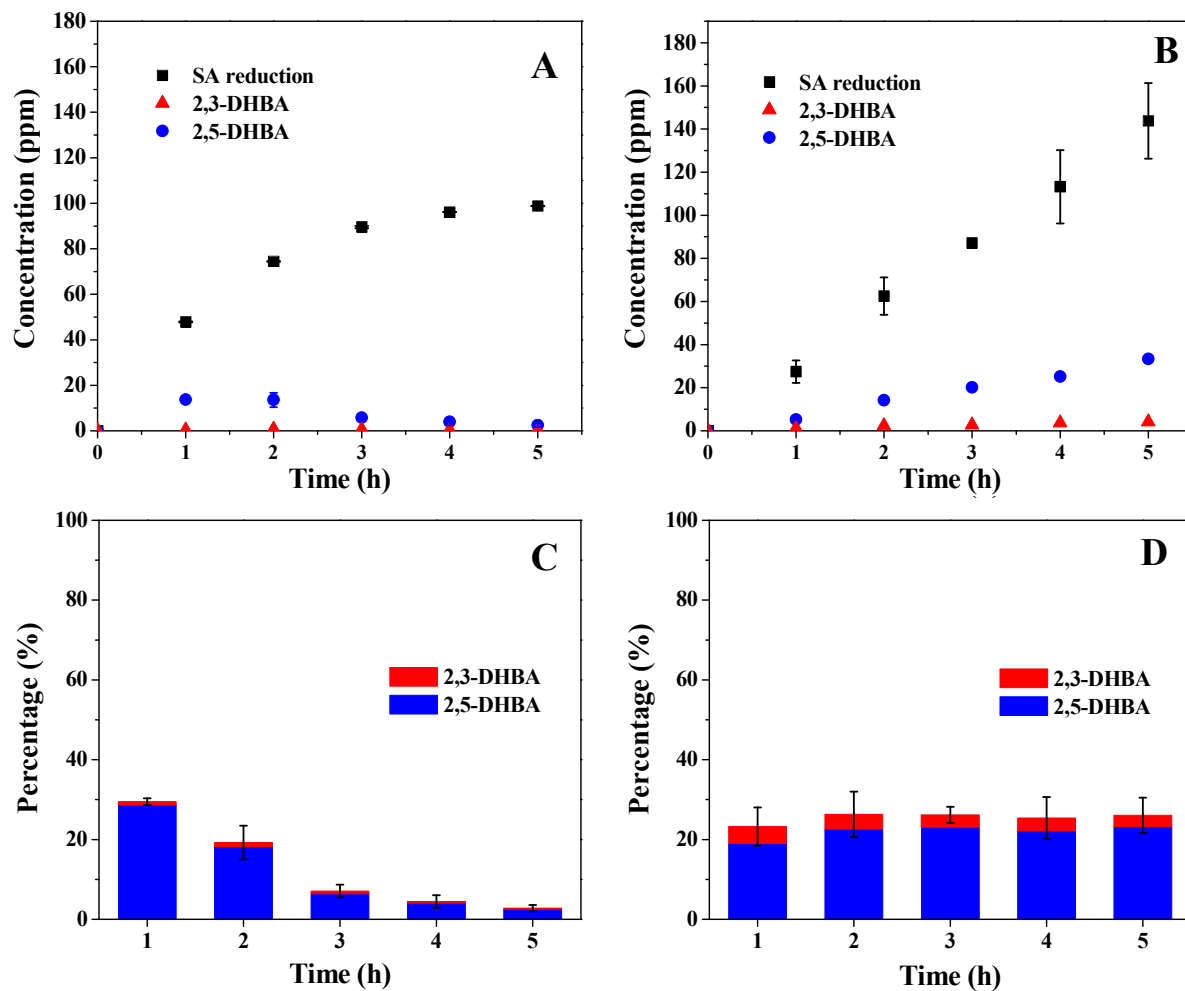 A
SA reduction
2,3-DHBA
2,5-DHBA
Concentration (ppm)
180
160
140
120
100
80
60
40
20
0
0 1 2 3 4 5
Time (h)
B
SA reduction
2,3-DHBA
2,5-DHBA
Concentration (ppm)
180
160
140
120
100
80
60
40
20
0
0 1 2 3 4 5
Time (h)
C
2,3-DHBA
2,5-DHBA
Percentage (%)
100
80
60
40
20
0
1 2 3 4 5
Time (h)
D
2,3-DHBA
2,5-DHBA
Percentage (%)
100
80
60
40
20
0
1 2 3 4 5
Time (h)